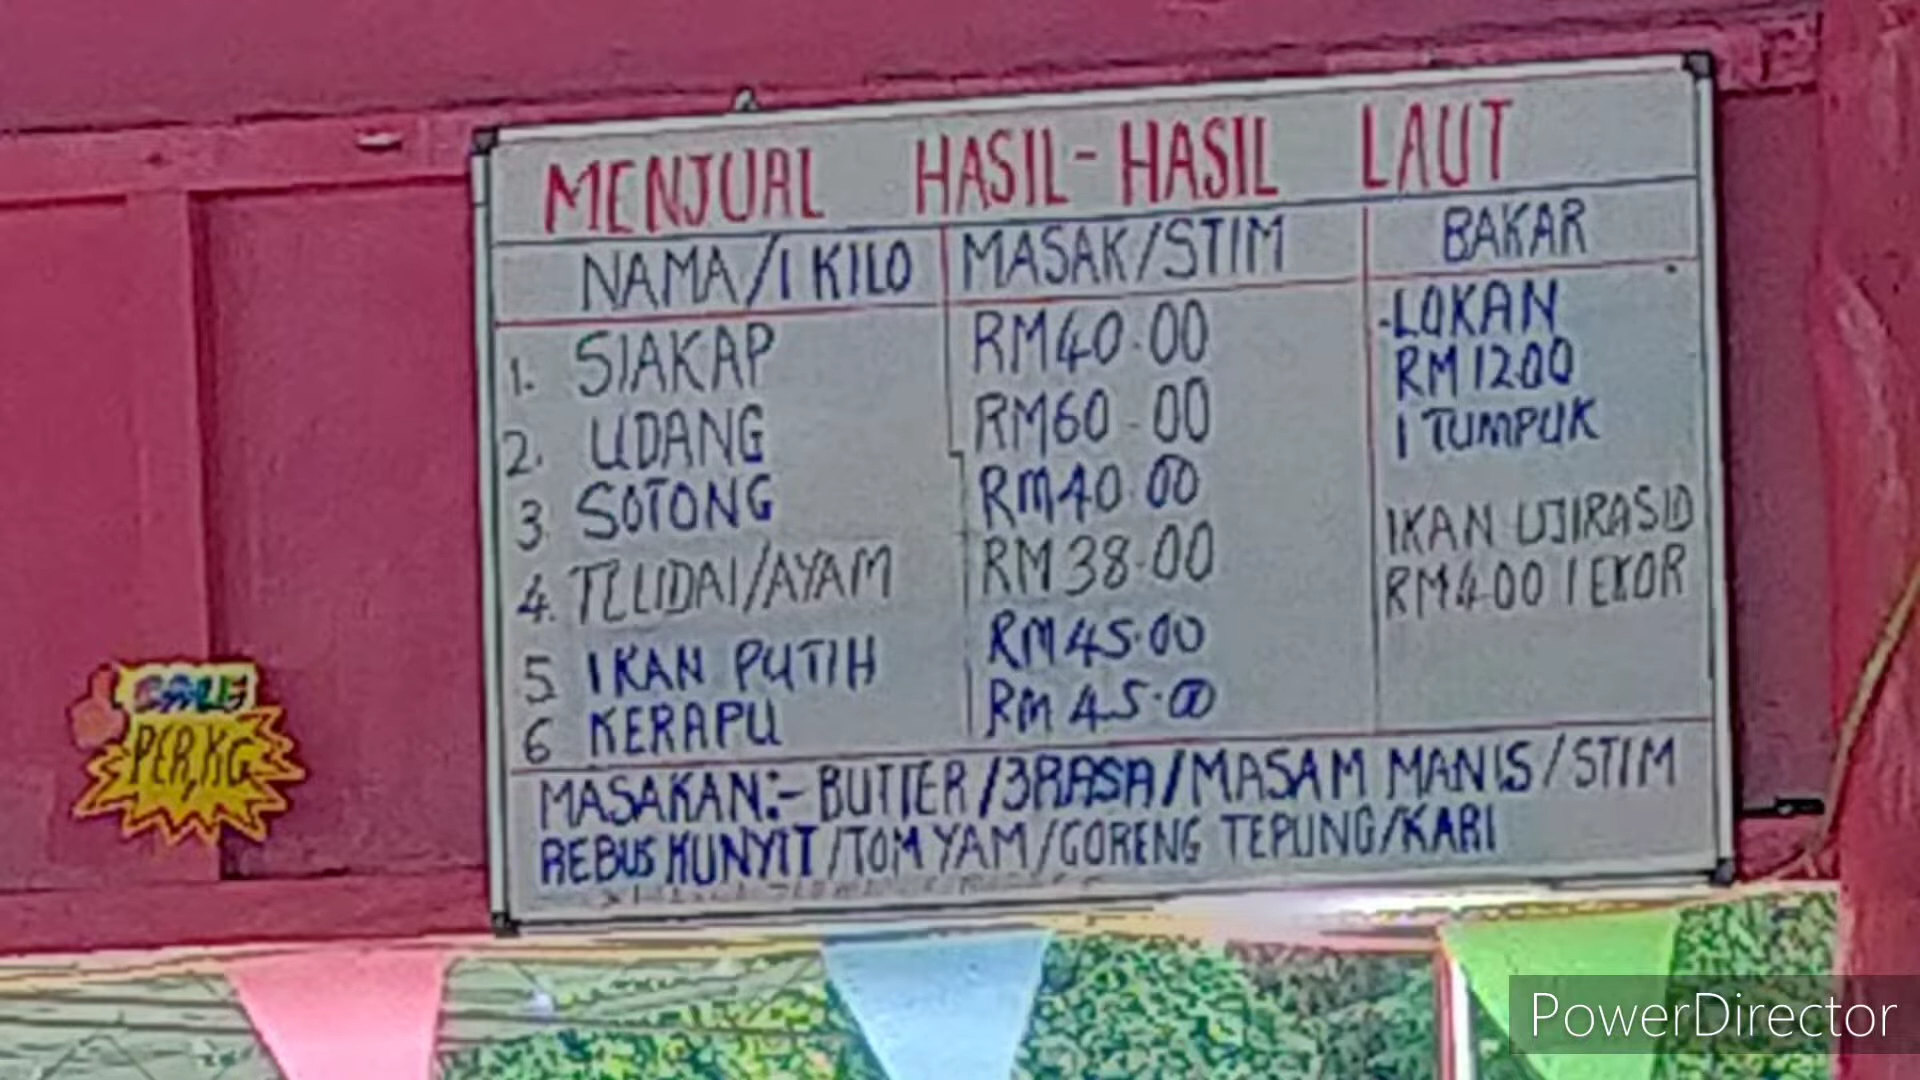 MENJUAL HASIL-HASIL LAUT
NAMA/1 KILO MASAK/STIM BAKAR
1. SIAKAP RM40.00
2. UDANG RM60.00
3. SOTONG RM40.00
4. TELIDAI/AYAM RM38.00
5 IKAN PUTIH RM45.00
6 KERAPU RM45.00
-LOKAN
RM1200
1 TUMPUK
IKAN UJIRASID
RM4.00 1 EKOR
MASAKAN:- BUTTER/3RASA/MASAM MANIS/STIM
REBUS KUNYIT/TOM YAM/GORENG TEPUNG/KARI
PER,KG
PowerDirector